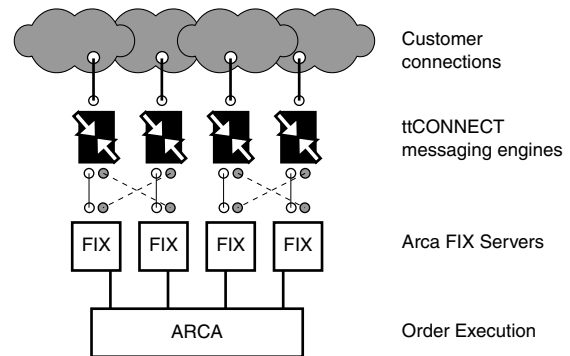 Customer
connections
ttCONNECT
messaging engines
FIX FIX FIX FIX Arca FIX Servers
ARCA Order Execution